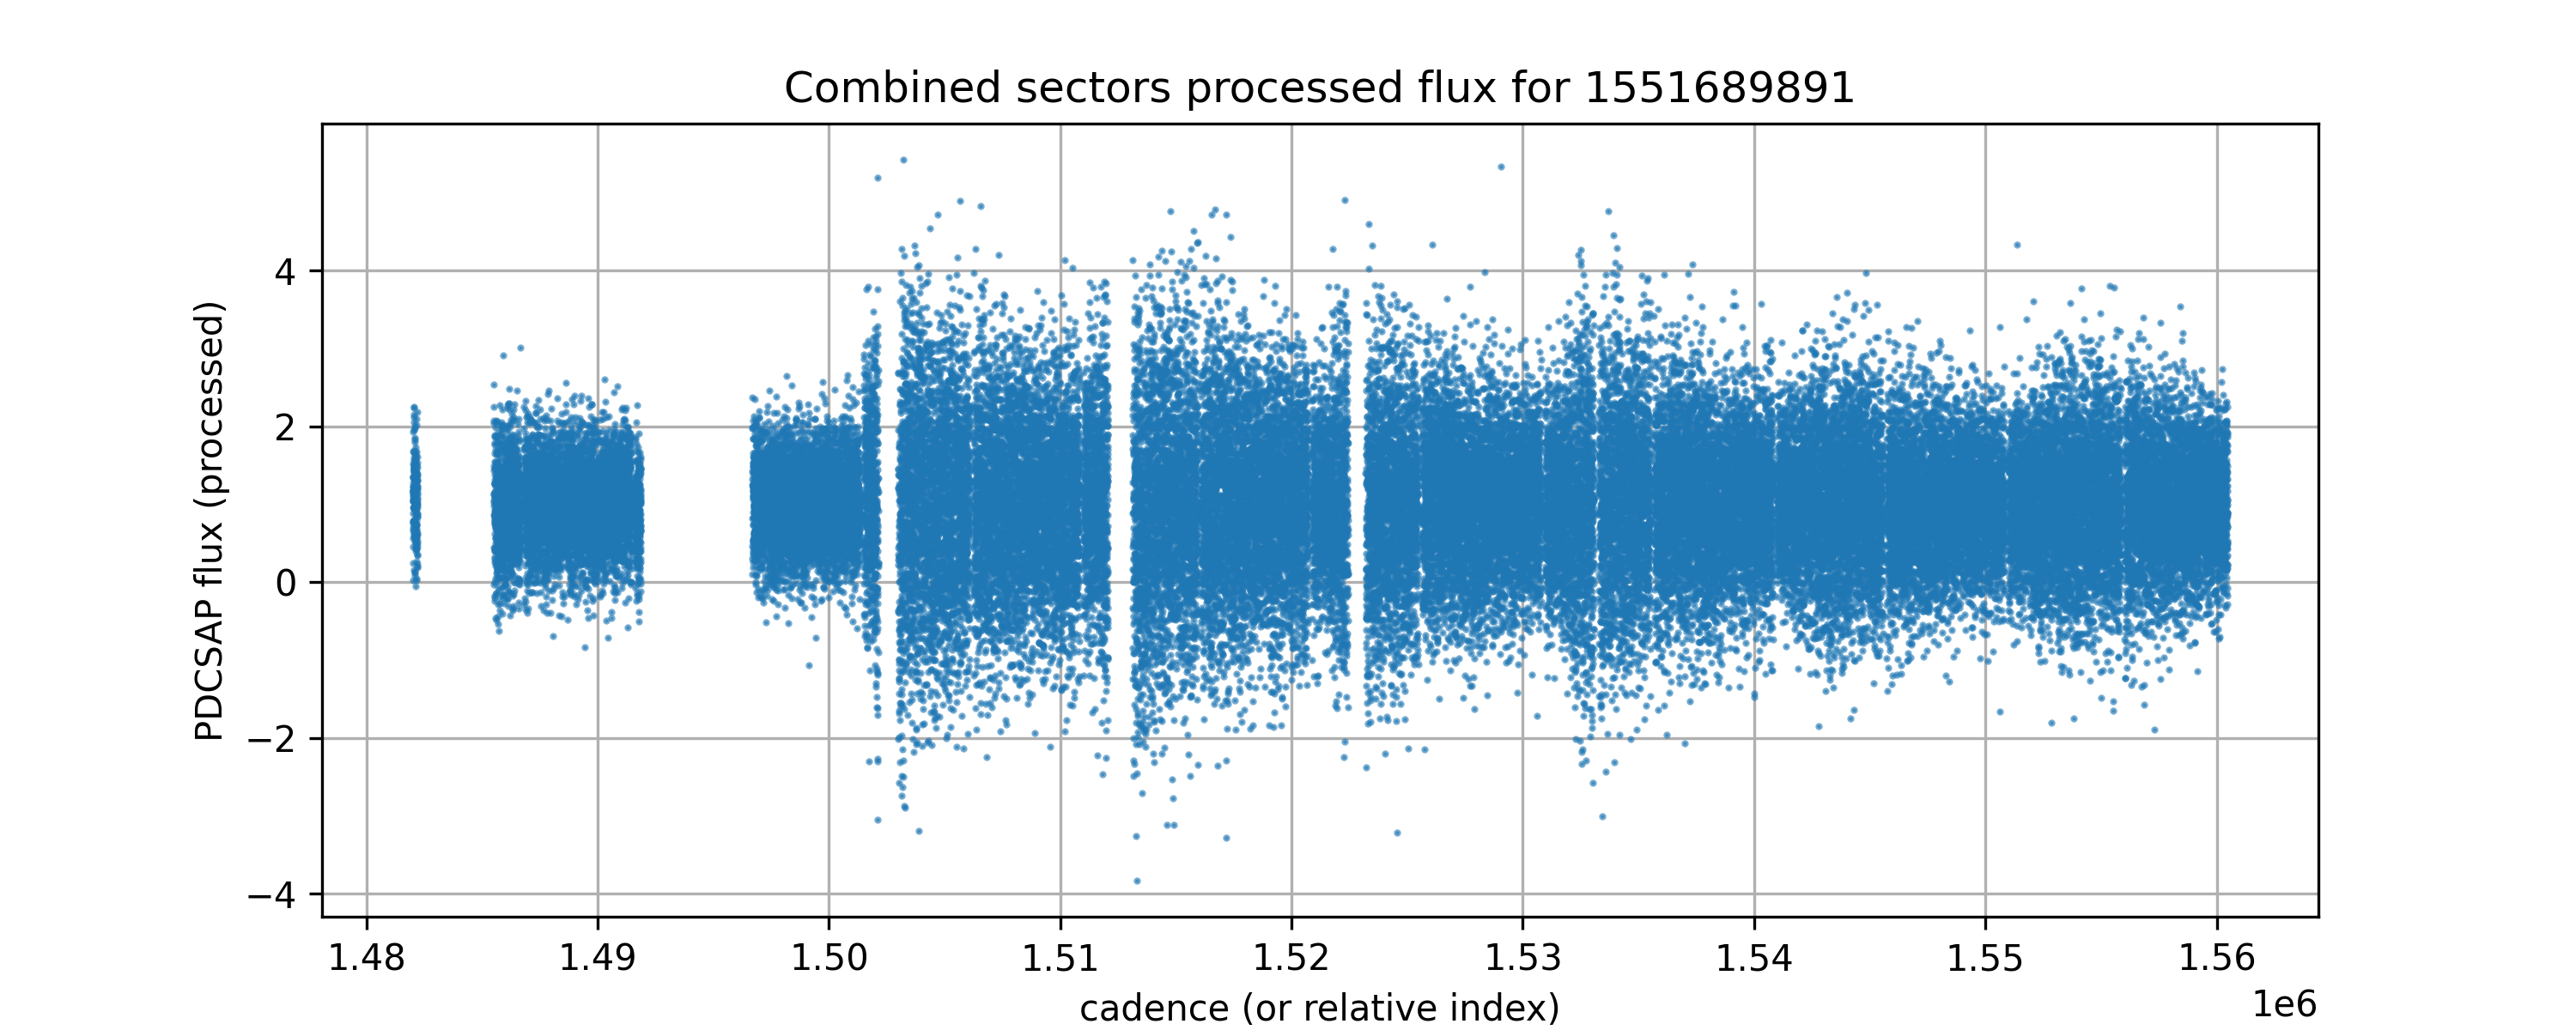 Combined sectors processed flux for 1551689891
PDCSAP flux (processed)
4
2
0
−2
−4
1.48 1.49 1.50 1.51 1.52 1.53 1.54 1.55 1.56
1e6
cadence (or relative index)